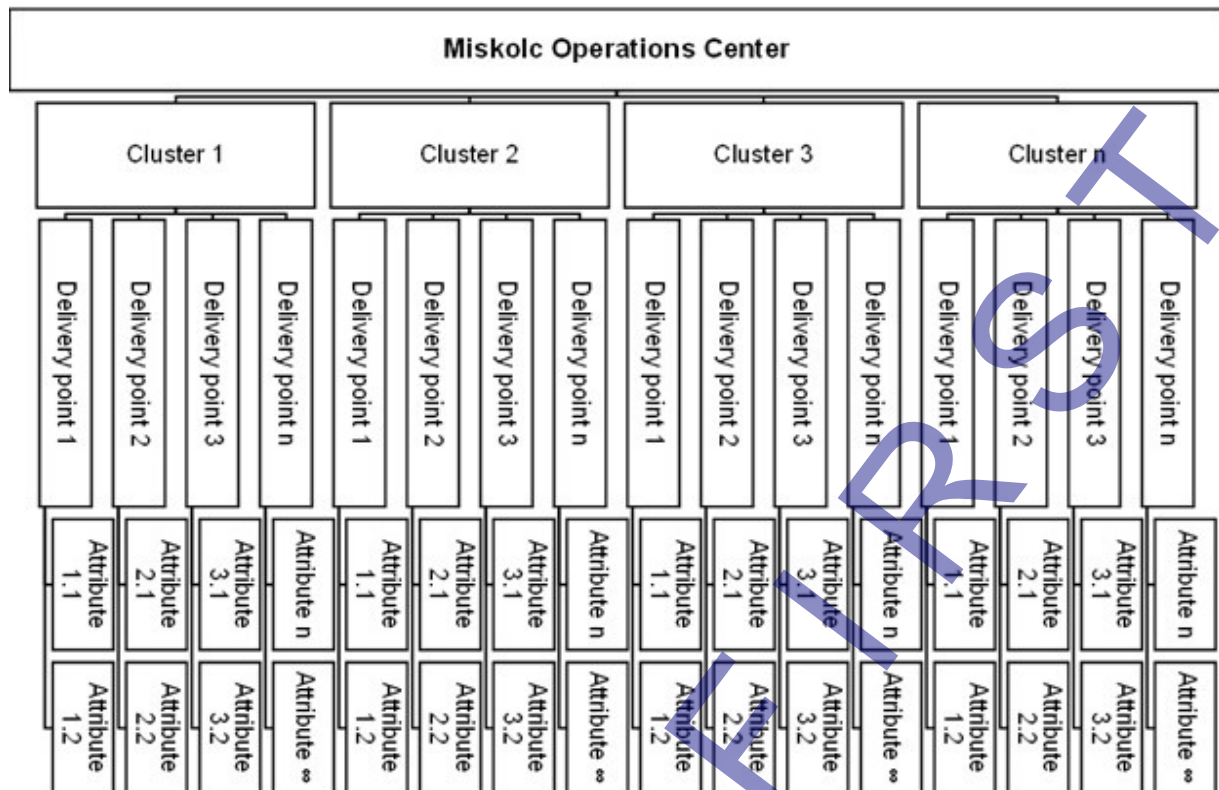 Miskolc Operations Center
Cluster 1
Cluster 2
Cluster 3
Cluster n
Delivery point 1
Delivery point 2
Delivery point 3
Delivery point n
Delivery point 1
Delivery point 2
Delivery point 3
Delivery point n
Delivery point 1
Delivery point 2
Delivery point 3
Delivery point n
Delivery point 1
Delivery point 2
Delivery point 3
Delivery point n
Attribute
1.1
Attribute
2.1
Attribute
3.1
Attribute n
Attribute
1.1
Attribute
2.1
Attribute
3.1
Attribute n
Attribute
1.1
Attribute
2.1
Attribute
3.1
Attribute n
Attribute
1.1
Attribute
2.1
Attribute
3.1
Attribute n
Attribute
1.2
Attribute
2.2
Attribute
3.2
Attribute ∞
Attribute
1.2
Attribute
2.2
Attribute
3.2
Attribute ∞
Attribute
1.2
Attribute
2.2
Attribute
3.2
Attribute ∞
Attribute
1.2
Attribute
2.2
Attribute
3.2
Attribute ∞
FIRST